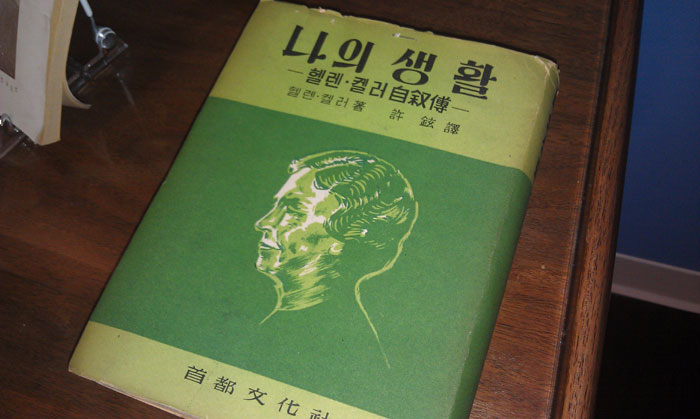 나의 생활
—헬렌·켈러自叙傳—
헬렌·켈러著 許鉉譯
首都文化社